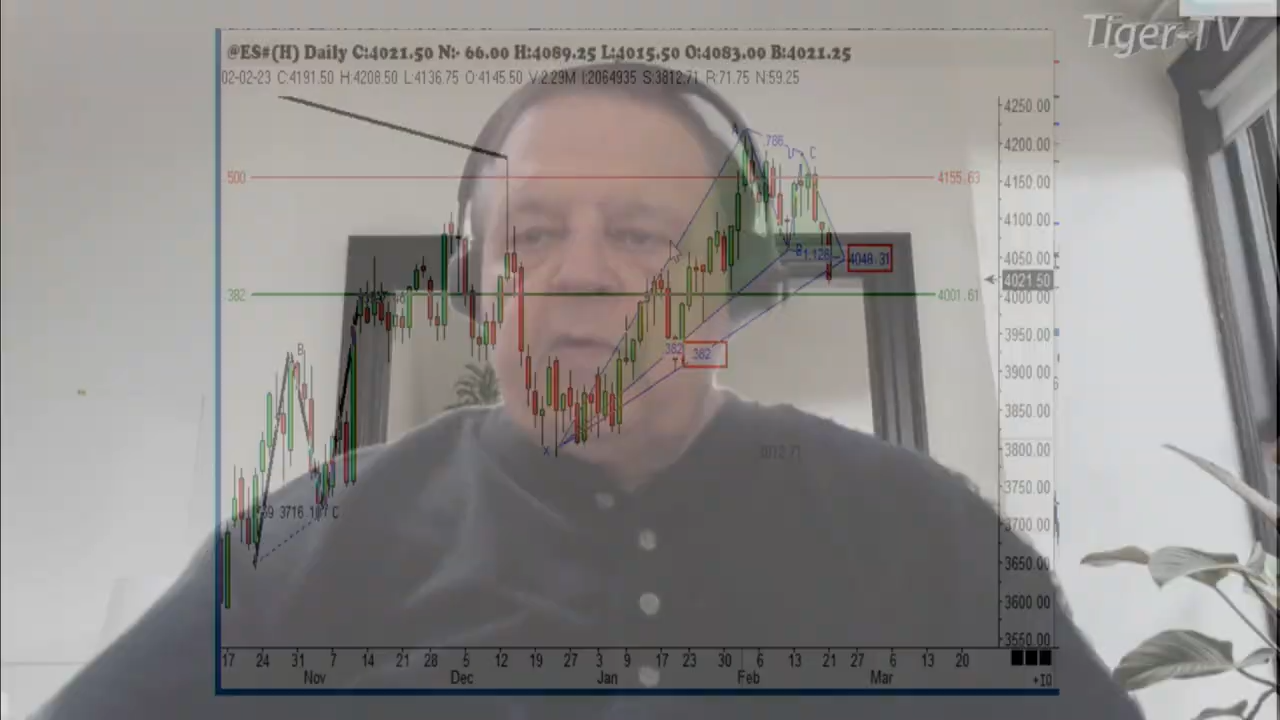 Tiger-TV
@ES#(H) Daily C:4021.50 N:- 66.00 H:4089.25 L:4015.50 O:4083.00 B:4021.25
02-02-23 C:4191.50 H:4208.50 L:4136.75 O:4145.50 V:2.29M I:2064935 S:3812.71 R:71.75 N:59.25
4250.00
A 786 C
4200.00
500 4155.63
4150.00
4100.00
B 1.128 4048.31
4050.00
4021.50
382 4001.61
4000.00
3950.00
B 382 382
3900.00
3850.00
X 3812.71
3800.00
3750.00
3716 C
3700.00
3650.00
3600.00
3550.00
17 24 31 7 14 21 28 5 12 19 27 3 9 17 23 30 6 13 21 27 6 13 20
Nov Dec Jan Feb Mar
+IQ